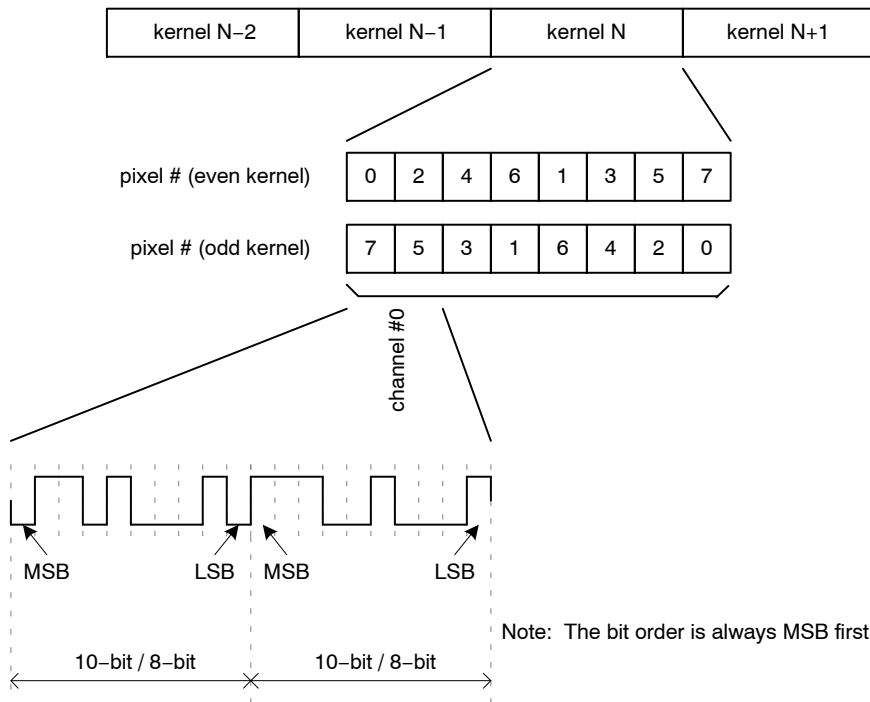 kernel N−2 kernel N−1 kernel N kernel N+1
pixel # (even kernel) 0 2 4 6 1 3 5 7
pixel # (odd kernel) 7 5 3 1 6 4 2 0
channel #0
MSB LSB MSB LSB
Note: The bit order is always MSB first
10−bit / 8−bit 10−bit / 8−bit